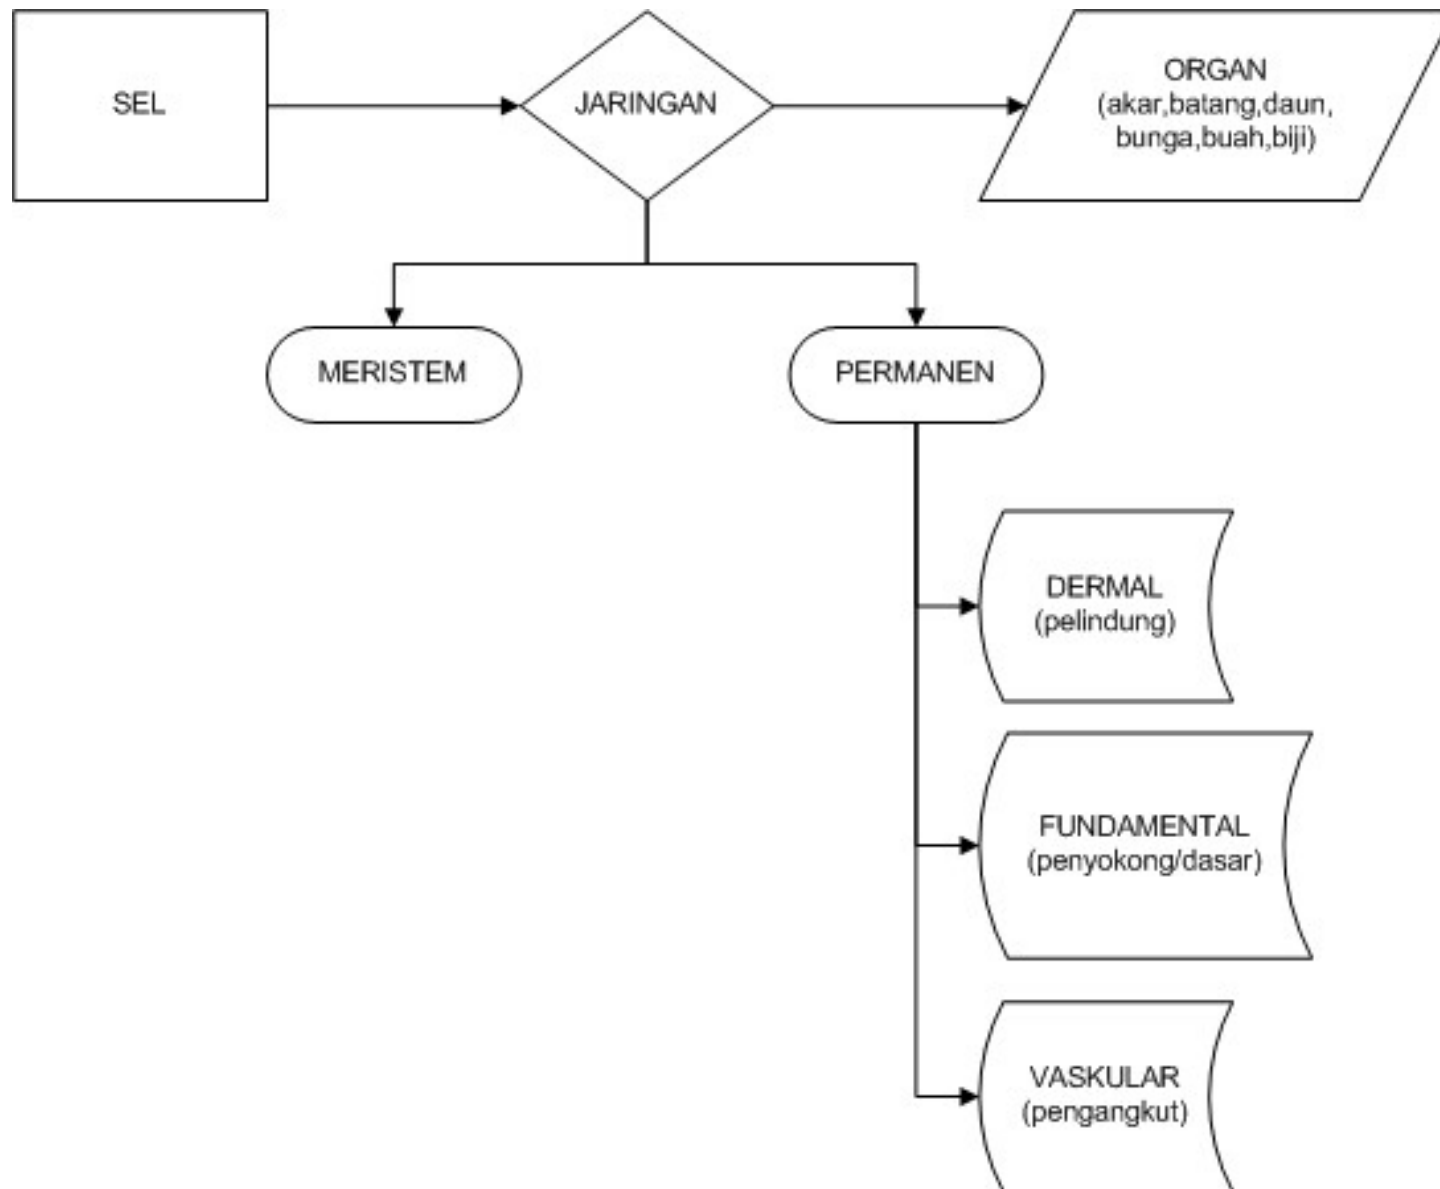 SEL
JARINGAN
ORGAN
(akar,batang,daun,
bunga,buah,biji)
MERISTEM
PERMANEN
DERMAL
(pelindung)
FUNDAMENTAL
(penyokong/dasar)
VASKULAR
(pengangkut)